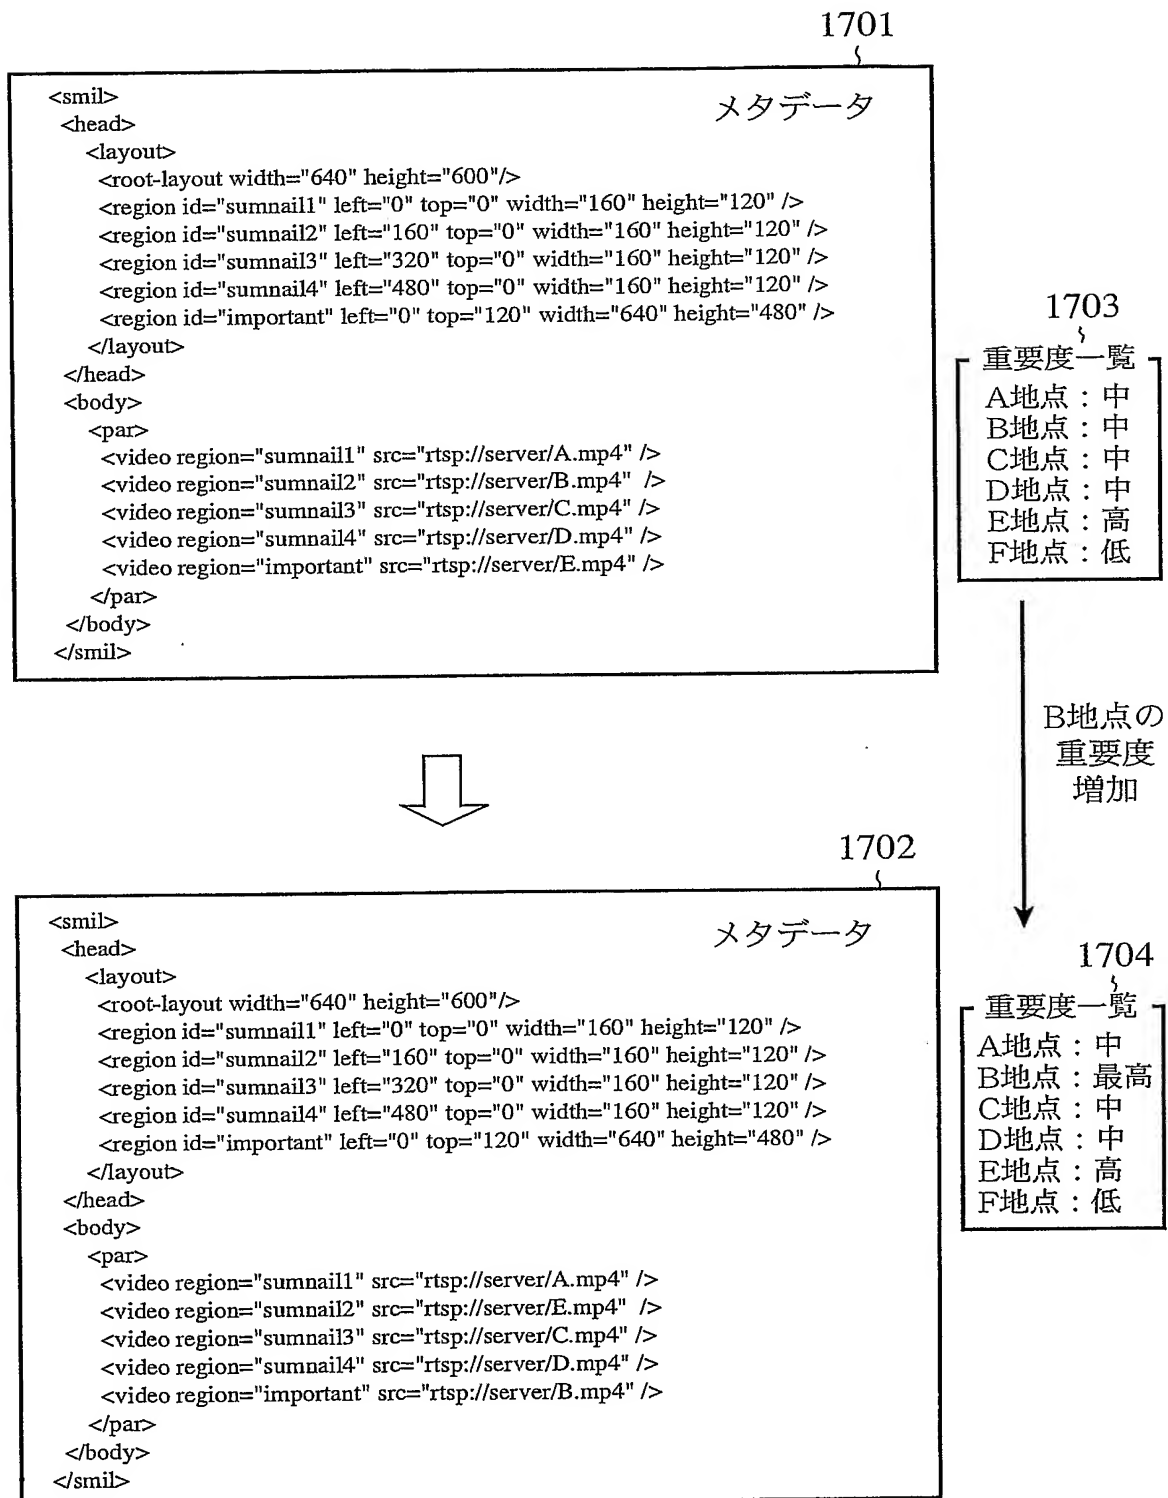 1701
メタデータ
<smil>
<head>
<layout>
<root-layout width="640" height="600"/>
<region id="sumnail1" left="0" top="0" width="160" height="120" />
<region id="sumnail2" left="160" top="0" width="160" height="120" />
<region id="sumnail3" left="320" top="0" width="160" height="120" />
<region id="sumnail4" left="480" top="0" width="160" height="120" />
<region id="important" left="0" top="120" width="640" height="480" />
</layout>
</head>
<body>
<par>
<video region="sumnail1" src="rtsp://server/A.mp4" />
<video region="sumnail2" src="rtsp://server/B.mp4" />
<video region="sumnail3" src="rtsp://server/C.mp4" />
<video region="sumnail4" src="rtsp://server/D.mp4" />
<video region="important" src="rtsp://server/E.mp4" />
</par>
</body>
</smil>
1703
重要度一覧
A地点：中
B地点：中
C地点：中
D地点：中
E地点：高
F地点：低
B地点の
重要度
増加
1702
メタデータ
<smil>
<head>
<layout>
<root-layout width="640" height="600"/>
<region id="sumnail1" left="0" top="0" width="160" height="120" />
<region id="sumnail2" left="160" top="0" width="160" height="120" />
<region id="sumnail3" left="320" top="0" width="160" height="120" />
<region id="sumnail4" left="480" top="0" width="160" height="120" />
<region id="important" left="0" top="120" width="640" height="480" />
</layout>
</head>
<body>
<par>
<video region="sumnail1" src="rtsp://server/A.mp4" />
<video region="sumnail2" src="rtsp://server/E.mp4" />
<video region="sumnail3" src="rtsp://server/C.mp4" />
<video region="sumnail4" src="rtsp://server/D.mp4" />
<video region="important" src="rtsp://server/B.mp4" />
</par>
</body>
</smil>
1704
重要度一覧
A地点：中
B地点：最高
C地点：中
D地点：中
E地点：高
F地点：低